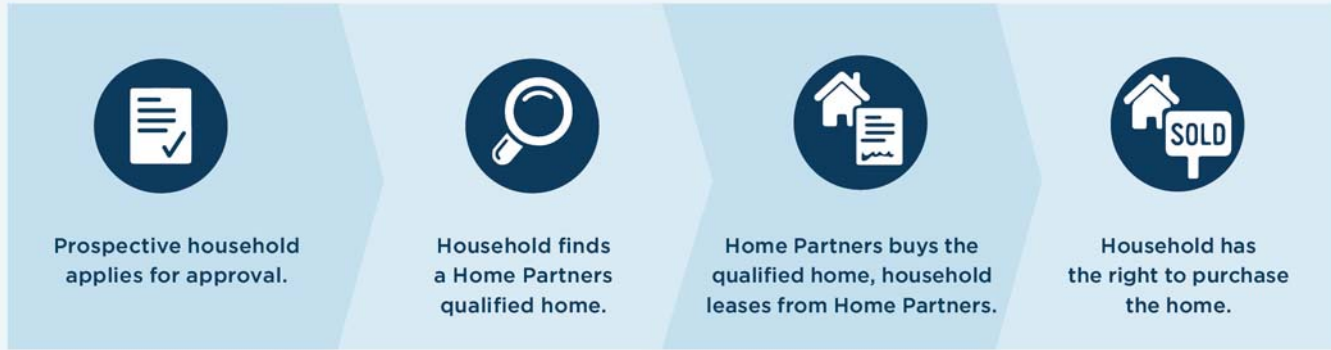 Prospective household
applies for approval.
Household finds
a Home Partners
qualified home.
Home Partners buys the
qualified home, household
leases from Home Partners.
SOLD
Household has
the right to purchase
the home.